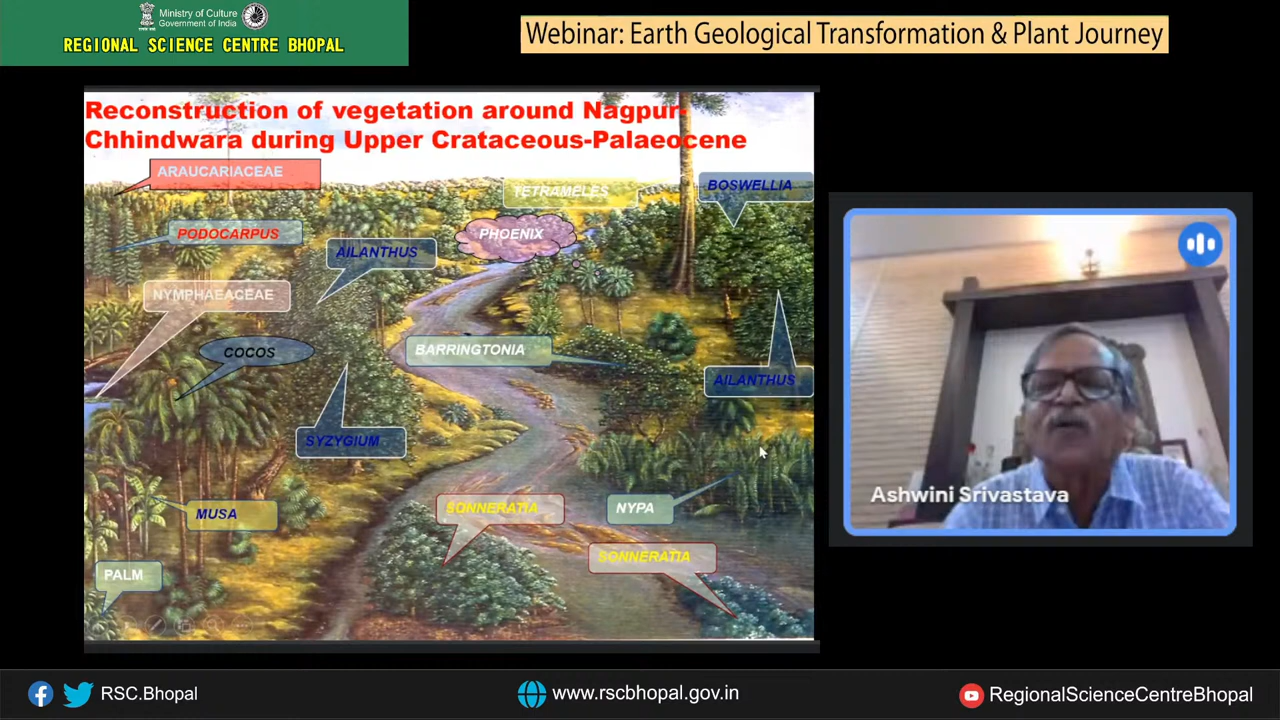 Ministry of Culture
Government of India
REGIONAL SCIENCE CENTRE BHOPAL
Webinar: Earth Geological Transformation & Plant Journey
Reconstruction of vegetation around Nagpur-
Chhindwara during Upper Crataceous-Palaeocene
ARAUCARIACEAE
TETRAMELES
BOSWELLIA
PODOCARPUS
PHOENIX
AILANTHUS
NYMPHAEACEAE
COCOS
BARRINGTONIA
AILANTHUS
SYZYGIUM
MUSA
SONNERATIA
NYPA
SONNERATIA
PALM
Ashwini Srivastava
RSC.Bhopal
www.rscbhopal.gov.in
RegionalScienceCentreBhopal